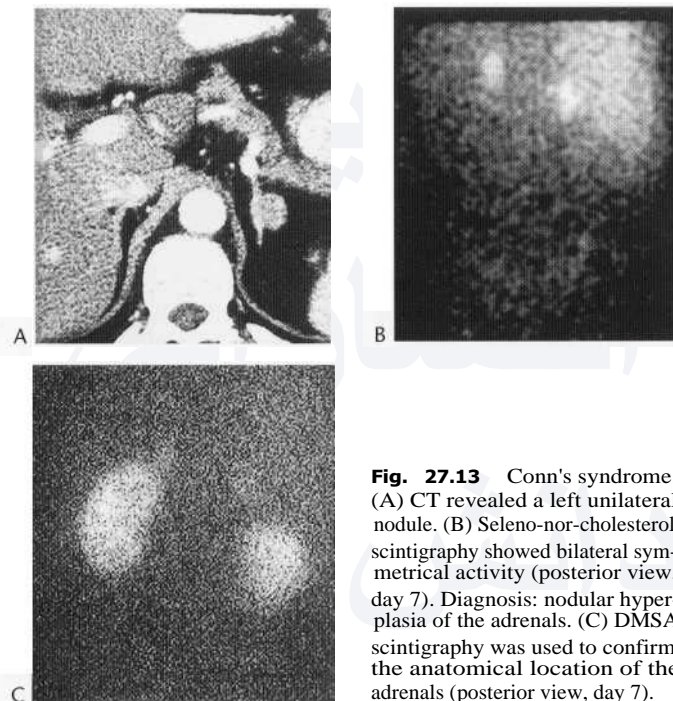 A
B
C
Fig. 27.13 Conn's syndrome
(A) CT revealed a left unilateral
nodule. (B) Seleno-nor-cholesterol
scintigraphy showed bilateral sym-
metrical activity (posterior view,
day 7). Diagnosis: nodular hyper-
plasia of the adrenals. (C) DMSA
scintigraphy was used to confirm
the anatomical location of the
adrenals (posterior view, day 7).